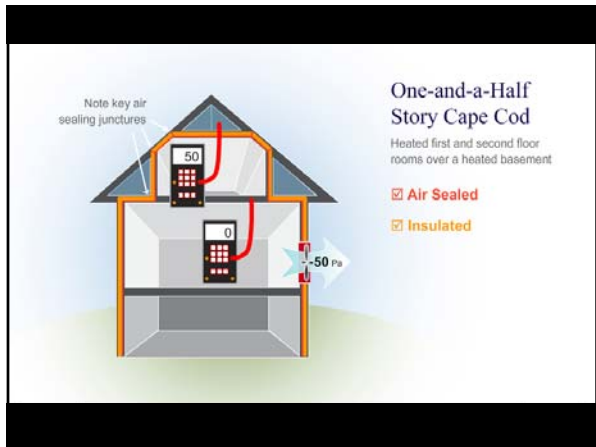 Note key air
sealing junctures
One-and-a-Half
Story Cape Cod
Heated first and second floor
rooms over a heated basement
☑ Air Sealed
☑ Insulated
50
0
-50 Pa